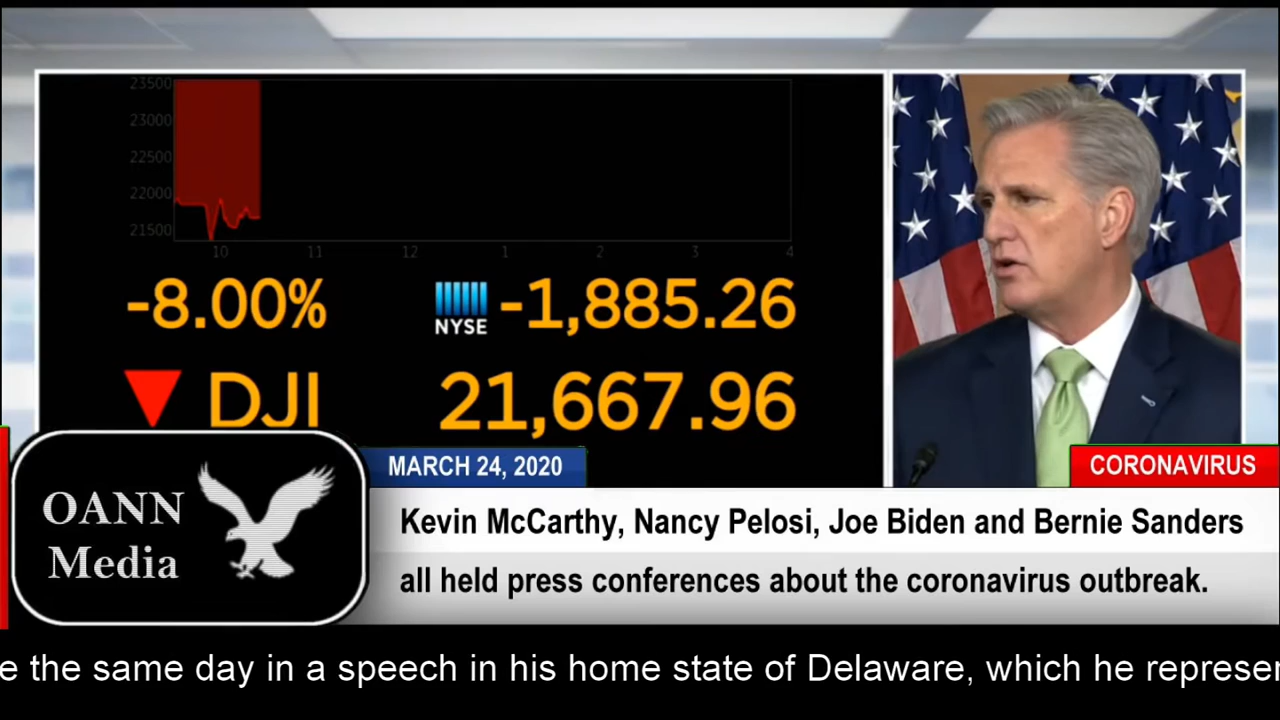 23500
23000
22500
22000
21500
10 11 12 1 2 3 4
-8.00% NYSE -1,885.26
DJI 21,667.96
MARCH 24, 2020
CORONAVIRUS
OANN
Media
Kevin McCarthy, Nancy Pelosi, Joe Biden and Bernie Sanders
all held press conferences about the coronavirus outbreak.
e the same day in a speech in his home state of Delaware, which he represe